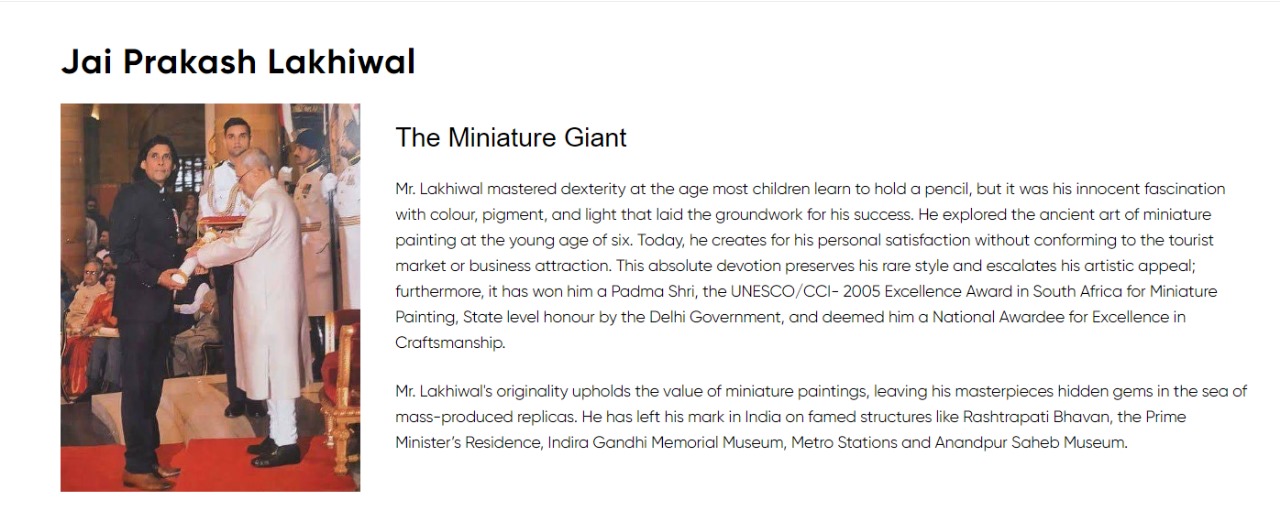 Jai Prakash Lakhiwal
The Miniature Giant
Mr. Lakhiwal mastered dexterity at the age most children learn to hold a pencil, but it was his innocent fascination
with colour, pigment, and light that laid the groundwork for his success. He explored the ancient art of miniature
painting at the young age of six. Today, he creates for his personal satisfaction without conforming to the tourist
market or business attraction. This absolute devotion preserves his rare style and escalates his artistic appeal;
furthermore, it has won him a Padma Shri, the UNESCO/CCI- 2005 Excellence Award in South Africa for Miniature
Painting, State level honour by the Delhi Government, and deemed him a National Awardee for Excellence in
Craftsmanship.
Mr. Lakhiwal's originality upholds the value of miniature paintings, leaving his masterpieces hidden gems in the sea of
mass-produced replicas. He has left his mark in India on famed structures like Rashtrapati Bhavan, the Prime
Minister's Residence, Indira Gandhi Memorial Museum, Metro Stations and Anandpur Saheb Museum.